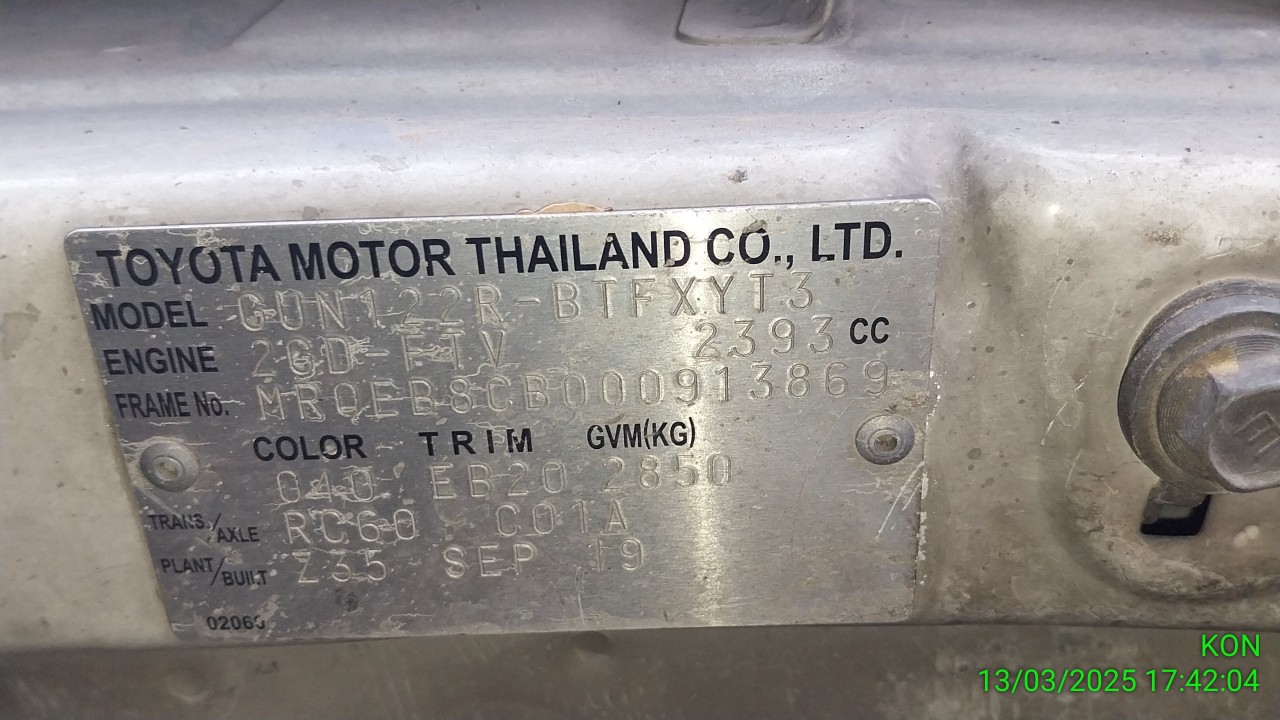 TOYOTA MOTOR THAILAND CO., LTD.
MODEL GUN122R-BTFXYT3
ENGINE 2GD-FTV 2393 CC
FRAME No. MR0EB8CB000913869
COLOR TRIM GVM(KG)
040 EB20 2850
TRANS./AXLE RC60 C01A
PLANT/BUILT Z35 SEP 19
02060
KON
13/03/2025 17:42:04